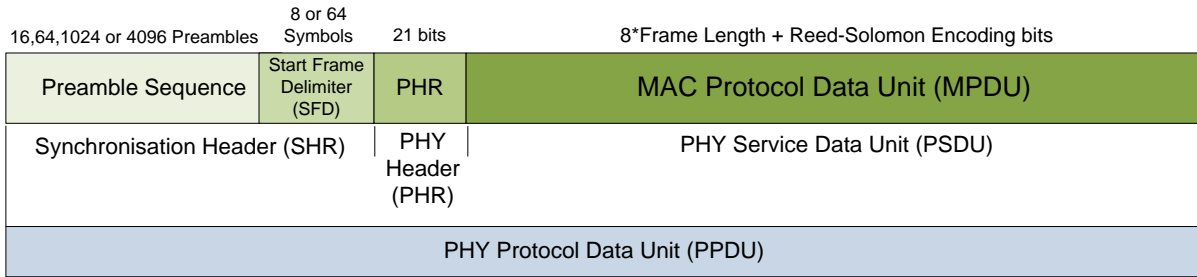 8 or 64
16,64,1024 or 4096 Preambles Symbols 21 bits 8*Frame Length + Reed-Solomon Encoding bits
Preamble Sequence
Start Frame
Delimiter
(SFD)
PHR
MAC Protocol Data Unit (MPDU)
Synchronisation Header (SHR)
PHY
Header
(PHR)
PHY Service Data Unit (PSDU)
PHY Protocol Data Unit (PPDU)